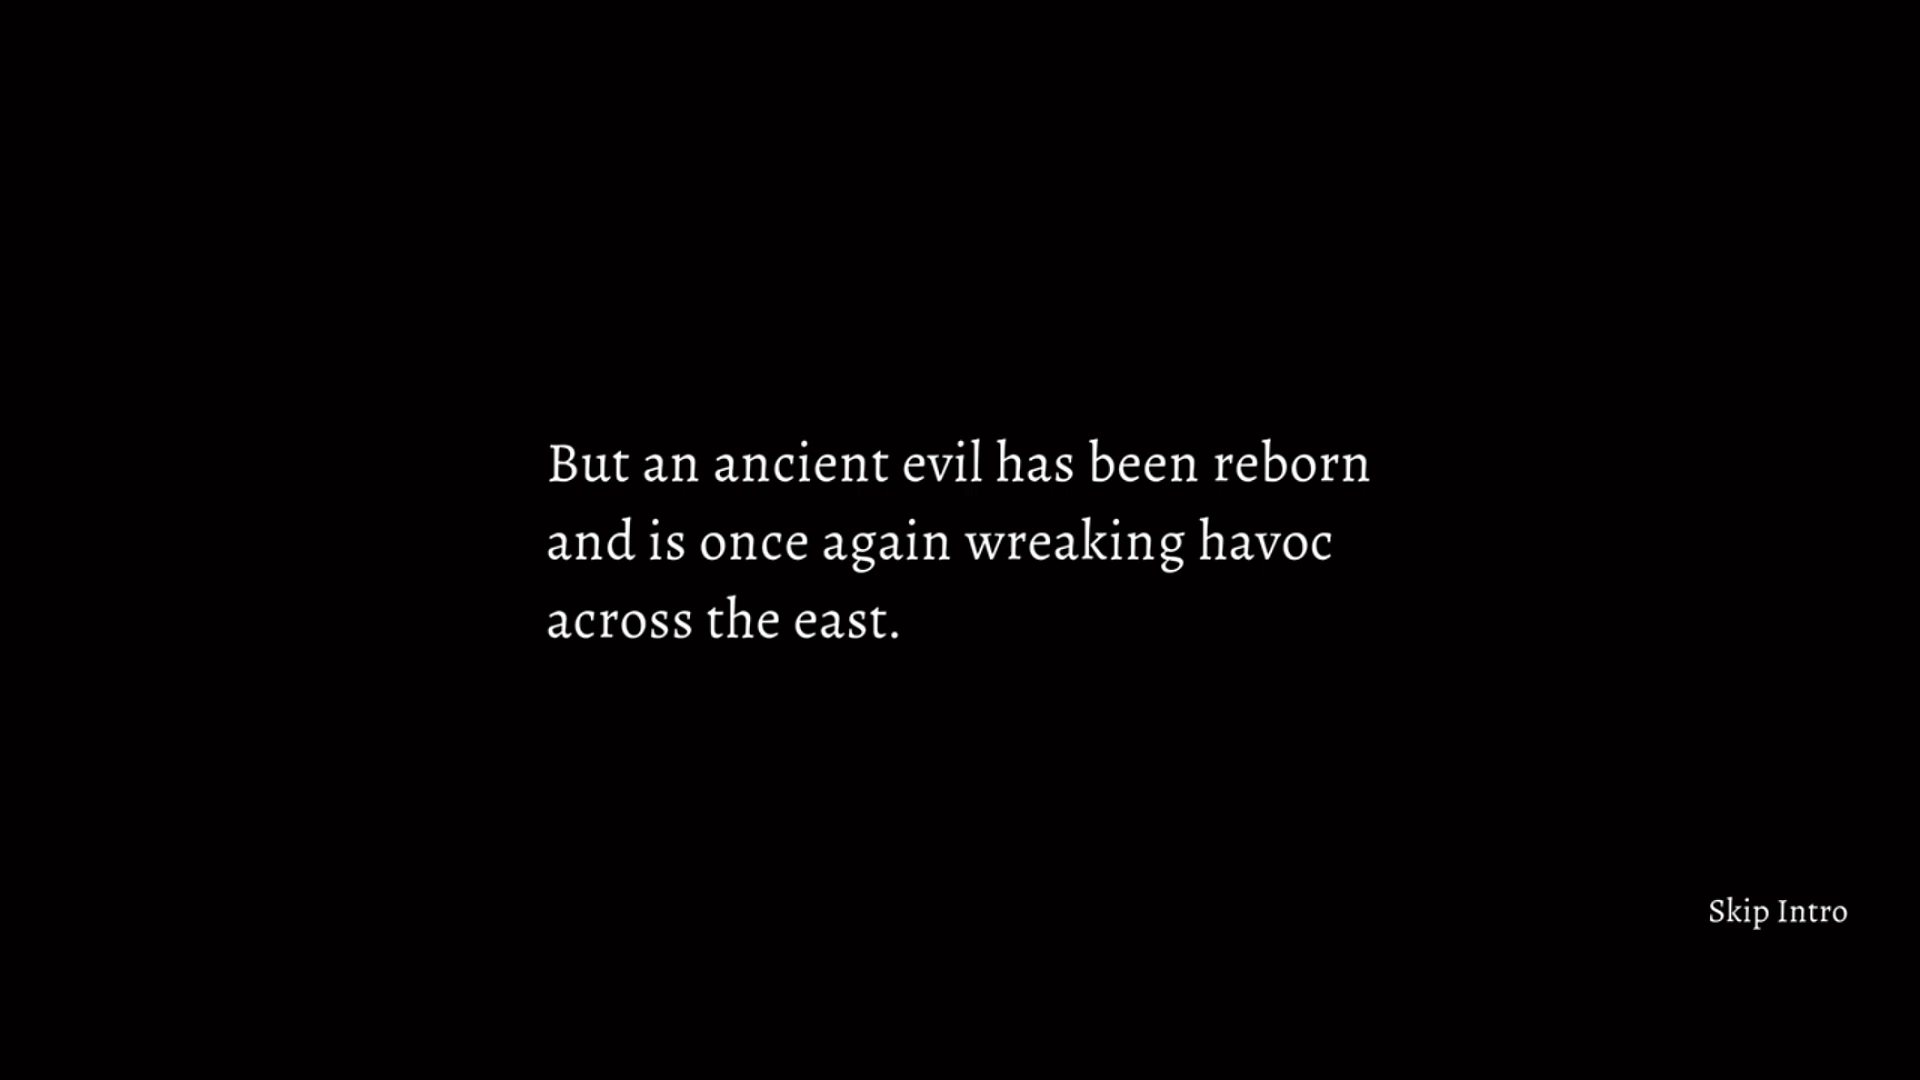 But an ancient evil has been reborn
and is once again wreaking havoc
across the east.
Skip Intro